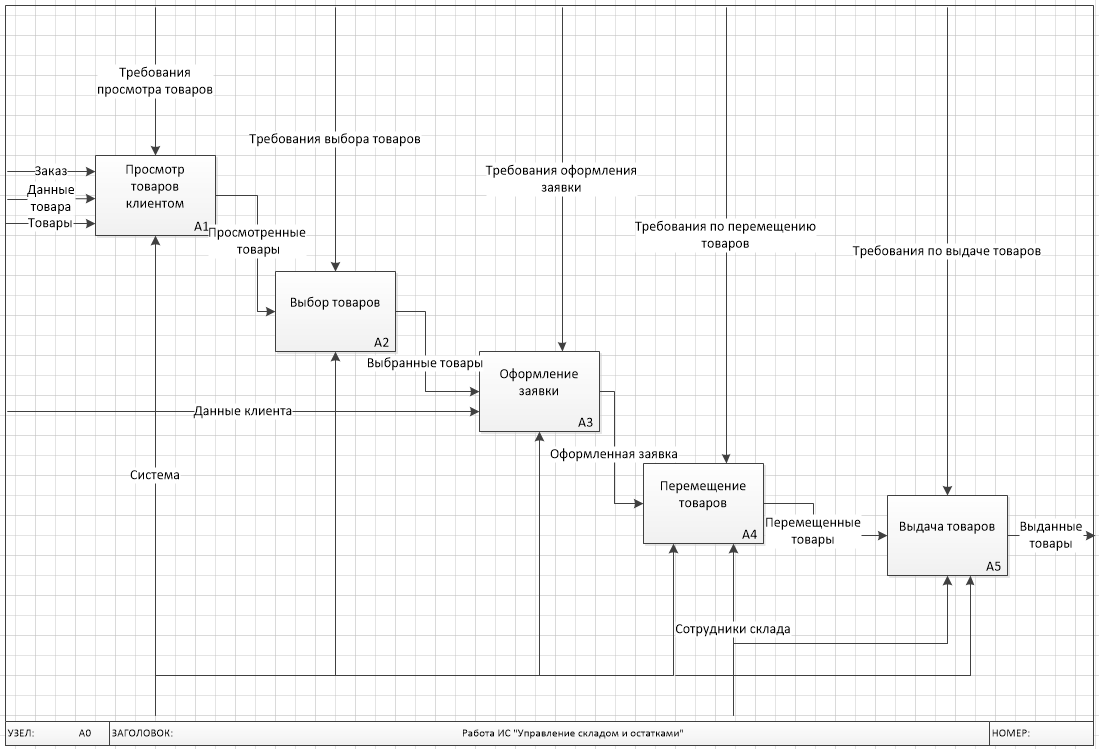 Требования
просмотра товаров
Требования выбора товаров
Требования оформления
заявки
Требования по перемещению
товаров
Требования по выдаче товаров
Заказ
Данные
товара
Товары
Просмотр
товаров
клиентом
A1
Просмотренные
товары
Выбор товаров
A2
Выбранные товары
Оформление
заявки
A3
Данные клиента
Оформленная заявка
Система
Перемещение
товаров
A4
Перемещенные
товары
Выдача товаров
A5
Выданные
товары
Сотрудники склада
УЗЕЛ:
A0
ЗАГОЛОВОК:
Работа ИС "Управление складом и остатками"
НОМЕР: